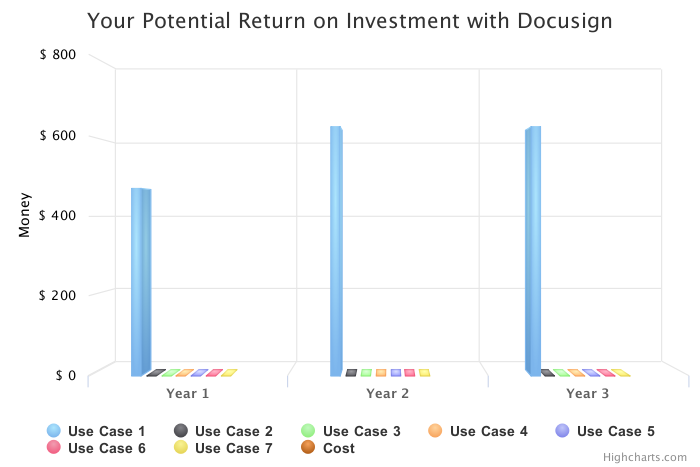 Your Potential Return on Investment with Docusign
$ 800
$ 600
$ 400
$ 200
$ 0
Money
Year 1 Year 2 Year 3
Use Case 1 Use Case 2 Use Case 3 Use Case 4 Use Case 5
Use Case 6 Use Case 7 Cost
Highcharts.com